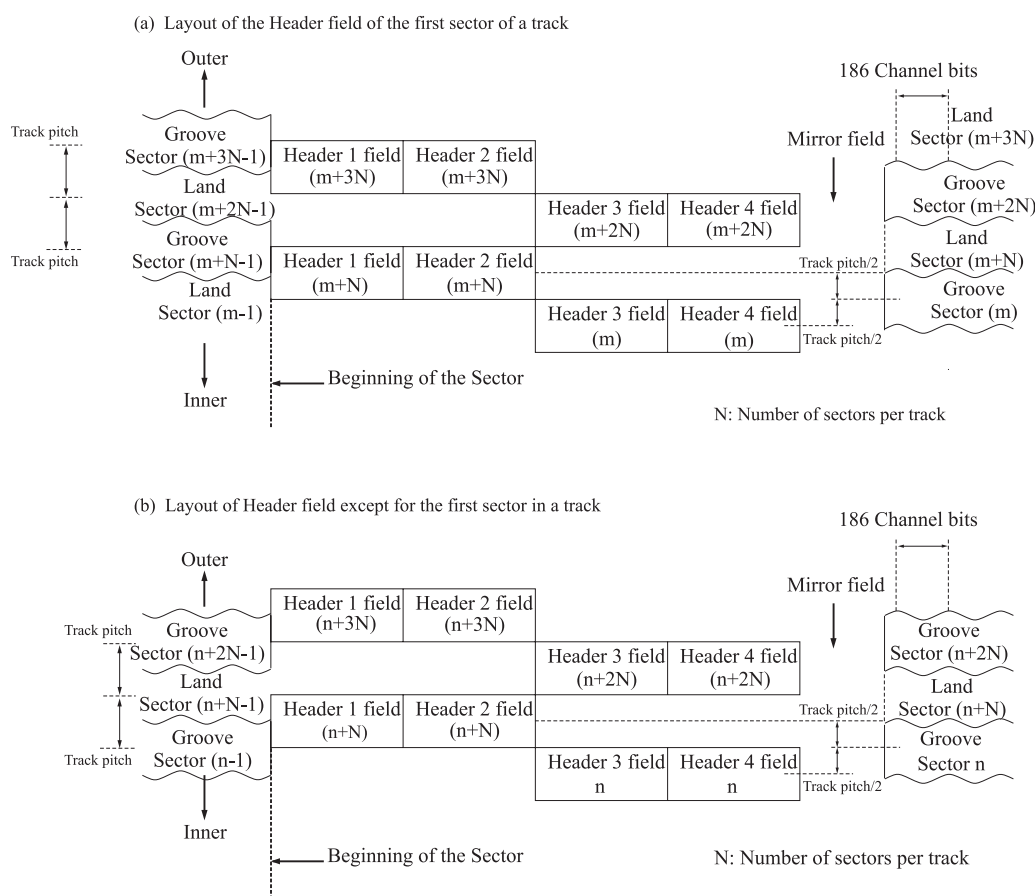 (a) Layout of the Header field of the first sector of a track
Outer
186 Channel bits
Track pitch
Groove
Sector (m+3N-1)
Header 1 field
(m+3N)
Header 2 field
(m+3N)
Mirror field
Land
Sector (m+3N)
Land
Sector (m+2N-1)
Header 3 field
(m+2N)
Header 4 field
(m+2N)
Groove
Sector (m+2N)
Track pitch
Groove
Sector (m+N-1)
Header 1 field
(m+N)
Header 2 field
(m+N)
Track pitch/2
Land
Sector (m+N)
Land
Sector (m-1)
Header 3 field
(m)
Header 4 field
(m)
Track pitch/2
Groove
Sector (m)
Beginning of the Sector
Inner
N: Number of sectors per track
(b) Layout of Header field except for the first sector in a track
186 Channel bits
Outer
Header 1 field
(n+3N)
Header 2 field
(n+3N)
Mirror field
Track pitch
Groove
Sector (n+2N-1)
Header 3 field
(n+2N)
Header 4 field
(n+2N)
Groove
Sector (n+2N)
Land
Sector (n+N-1)
Header 1 field
(n+N)
Header 2 field
(n+N)
Track pitch/2
Land
Sector (n+N)
Track pitch
Groove
Sector (n-1)
Header 3 field
n
Header 4 field
n
Track pitch/2
Groove
Sector n
Inner
Beginning of the Sector
N: Number of sectors per track